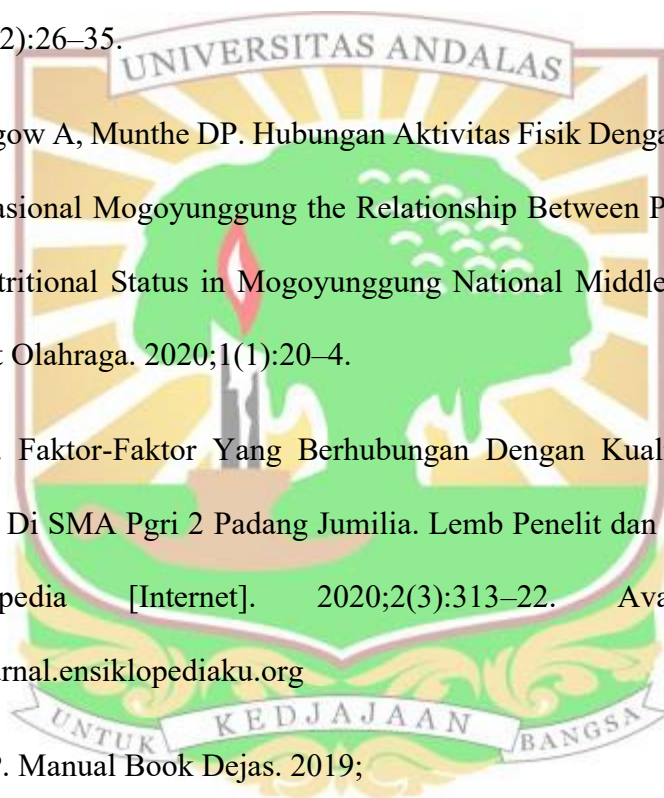 2):26–35.
UNIVERSITAS ANDALAS
gow A, Munthe DP. Hubungan Aktivitas Fisik Denga
asional Mogoyunggung the Relationship Between P
tritional Status in Mogoyunggung National Middle
t Olahraga. 2020;1(1):20–4.
Faktor-Faktor Yang Berhubungan Dengan Kual
Di SMA Pgri 2 Padang Jumilia. Lemb Penelit dan
pedia [Internet]. 2020;2(3):313–22. Ava
urnal.ensiklopediaku.org
UNTUK KEDJAJAAN BANGSA
P. Manual Book Dejas. 2019;